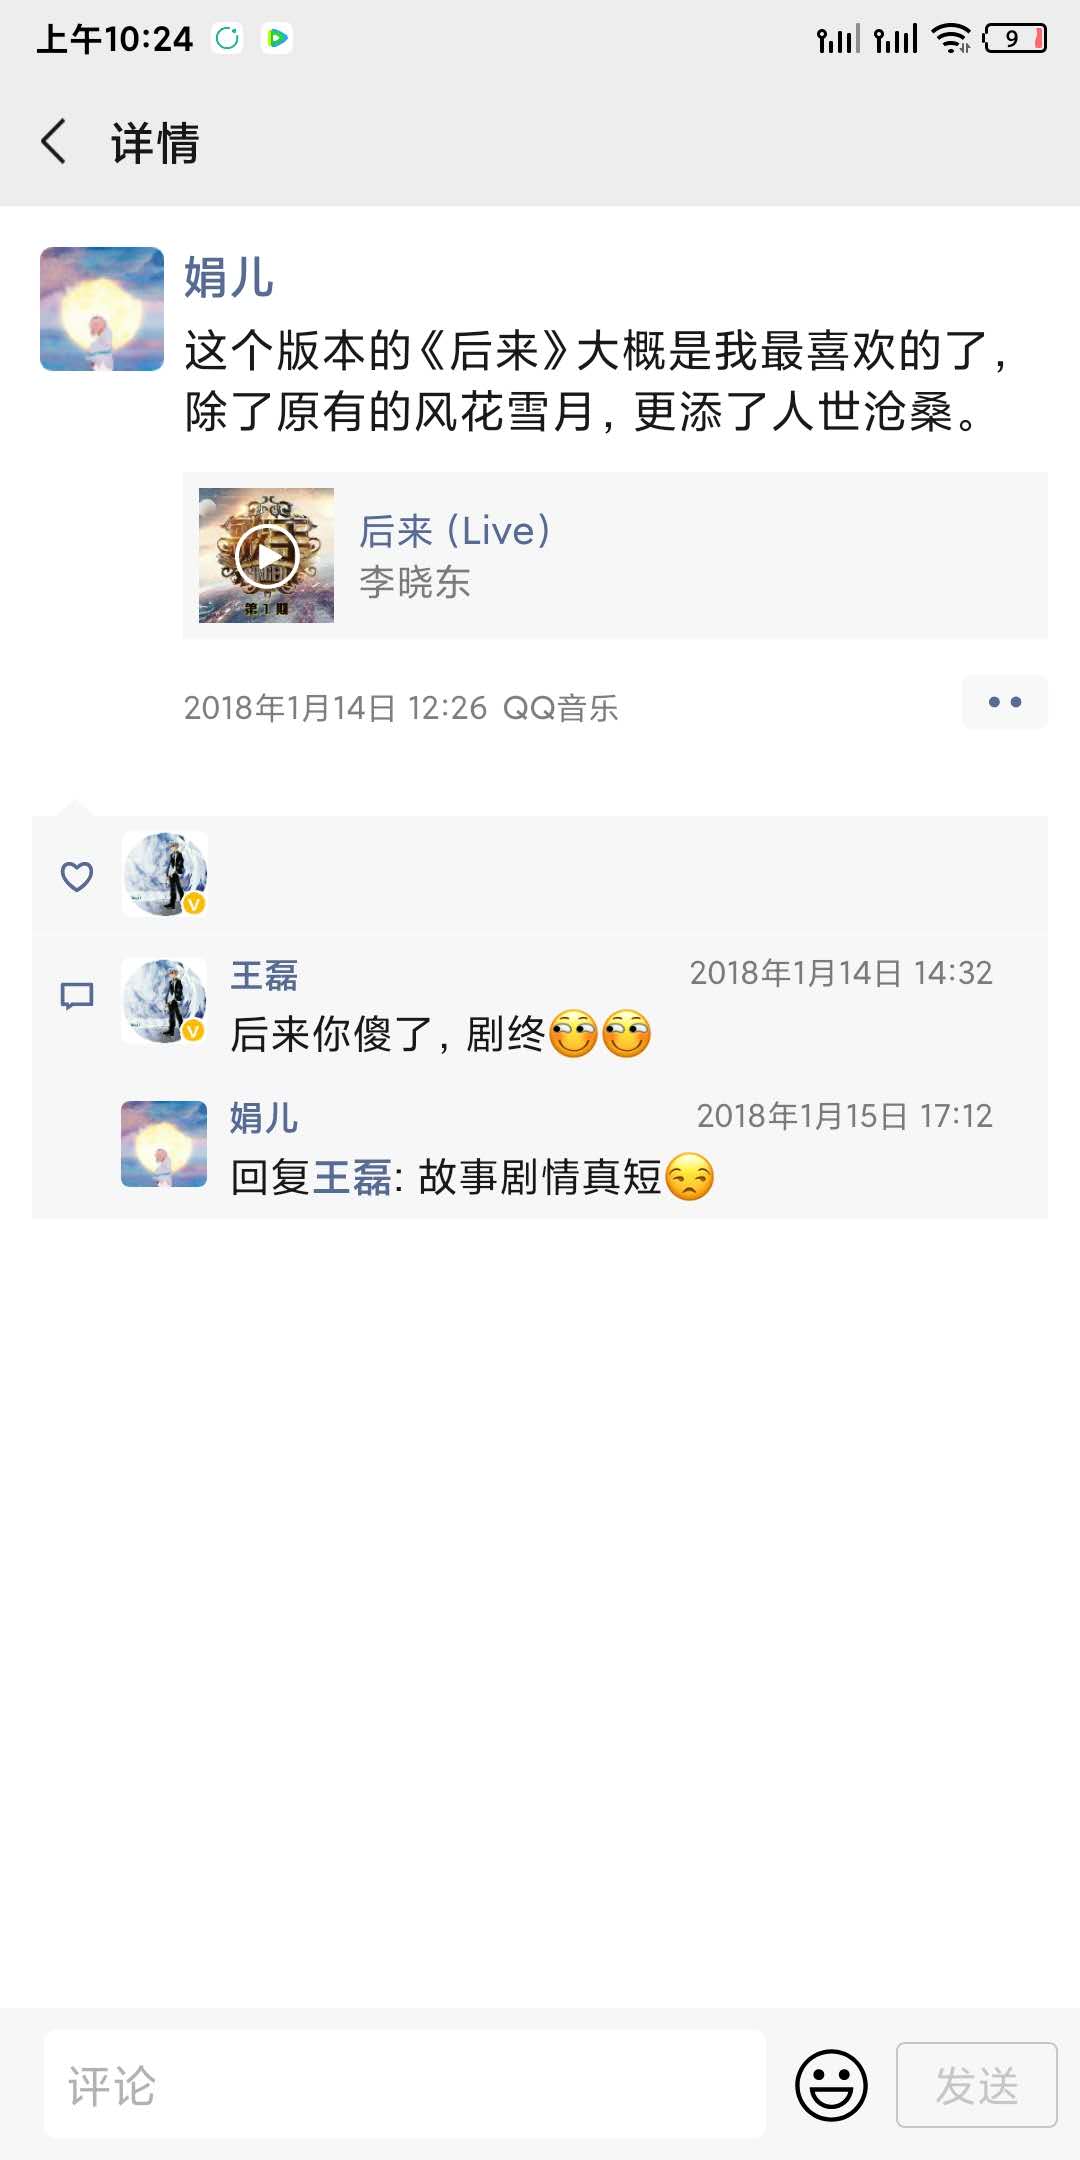 上午10:24
9
详情
娟儿
这个版本的《后来》大概是我最喜欢的了,
除了原有的风花雪月, 更添了人世沧桑。
第1期
后来 (Live)
李晓东
2018年1月14日 12:26 QQ音乐
王磊 2018年1月14日 14:32
后来你傻了, 剧终
娟儿 2018年1月15日 17:12
回复王磊: 故事剧情真短
评论 发送